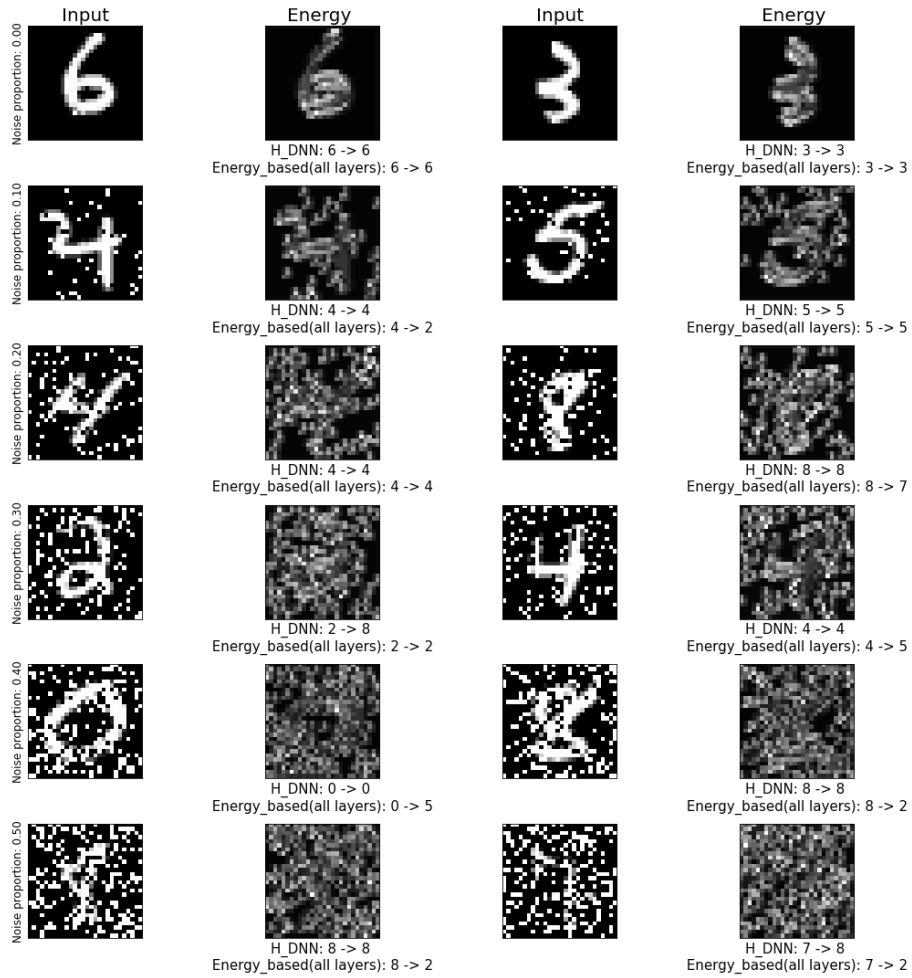 Input Energy Input Energy
Noise proportion: 0.00
H_DNN: 6 -> 6 H_DNN: 3 -> 3
Energy_based(all layers): 6 -> 6 Energy_based(all layers): 3 -> 3
Noise proportion: 0.10
H_DNN: 4 -> 4 H_DNN: 5 -> 5
Energy_based(all layers): 4 -> 2 Energy_based(all layers): 5 -> 5
Noise proportion: 0.20
H_DNN: 4 -> 4 H_DNN: 8 -> 8
Energy_based(all layers): 4 -> 4 Energy_based(all layers): 8 -> 7
Noise proportion: 0.30
H_DNN: 2 -> 8 H_DNN: 4 -> 4
Energy_based(all layers): 2 -> 2 Energy_based(all layers): 4 -> 5
Noise proportion: 0.40
H_DNN: 0 -> 0 H_DNN: 8 -> 8
Energy_based(all layers): 0 -> 5 Energy_based(all layers): 8 -> 2
Noise proportion: 0.50
H_DNN: 8 -> 8 H_DNN: 7 -> 8
Energy_based(all layers): 8 -> 2 Energy_based(all layers): 7 -> 2